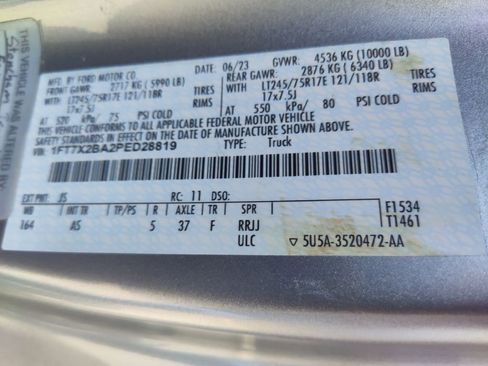 MFD. BY FORD MOTOR CO.
DATE: 06/23 GVWR: 4536 KG (10000 LB)
FRONT GAWR: 2717 KG (5990 LB)
REAR GAWR: 2876 KG (6340 LB)
WITH LT245/75R17E 121/118R TIRES
WITH LT245/75R17E 121/118R TIRES
17x7.5J RIMS
17x7.5J RIMS
AT 520 kPa/ 75 PSI COLD
AT 550 kPa/ 80 PSI COLD
THIS VEHICLE CONFORMS TO ALL APPLICABLE FEDERAL MOTOR VEHICLE
SAFETY STANDARDS IN EFFECT ON THE DATE OF
VIN: 1FT7X2BA2PED28819
TYPE: Truck
EXT PNT: JS RC: 11 DSO:
WB INT TR TP/PS R AXLE TR SPR
164 AS 5 37 F RRJJ
ULC
F1534
T1461
5U5A-3520472-AA
THIS VEHICLE WAS ALTERED BY: